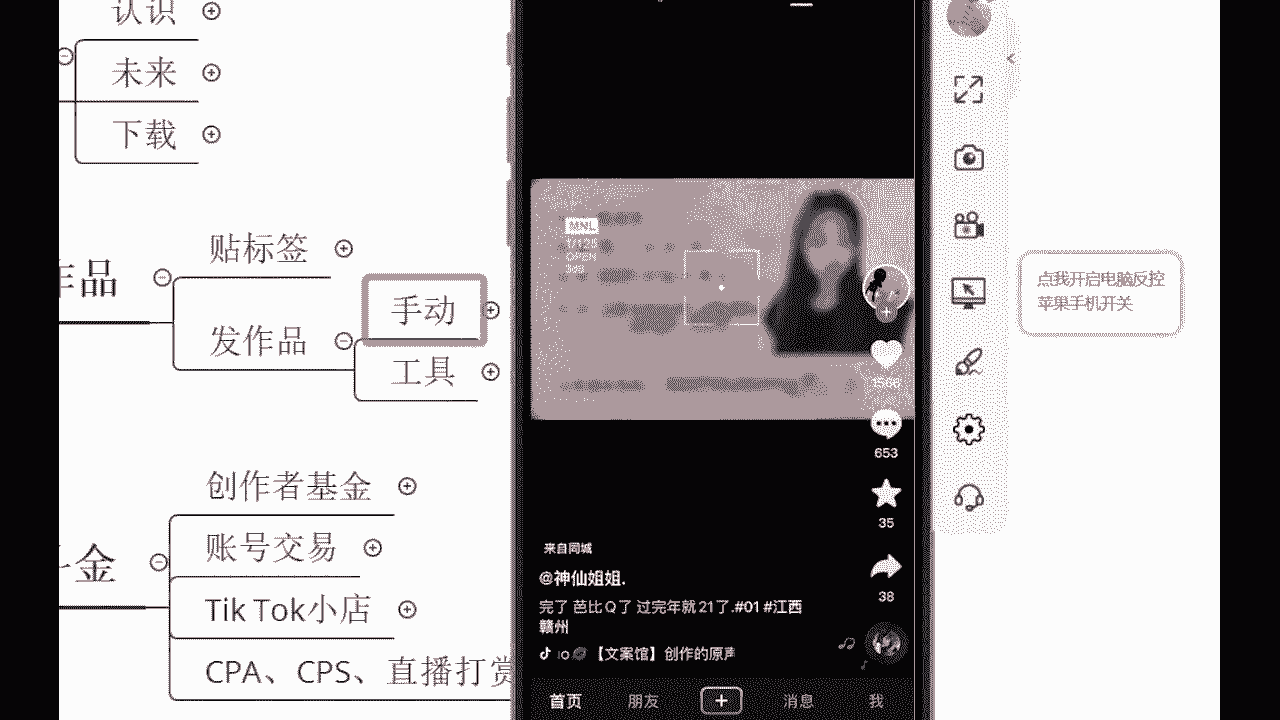 认识
未来
下载
贴标签
作品
发作品
手动
工具
创作者基金
账号交易
金
TikTok小店
CPA、CPS、直播打赏
MNL
1/125
OPEN
1500
653
35
38
来自同城
@神仙姐姐.
完了 芭比Q了 过完年就21了.#01 #江西
赣州
【文案馆】创作的原声
首页 朋友 消息 我
点我开启电脑反控
苹果手机开关